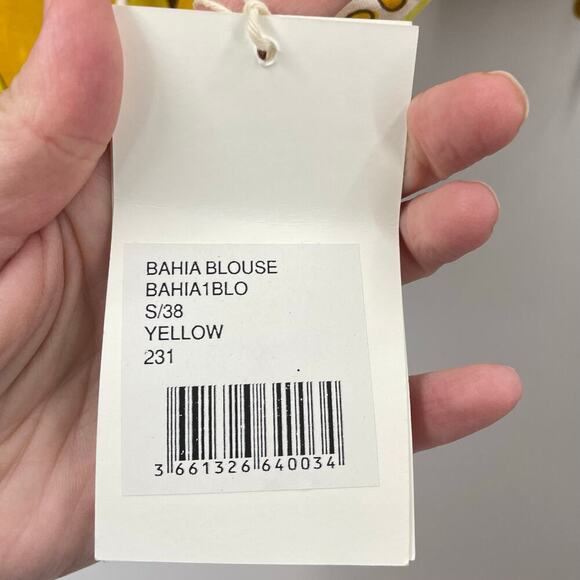 BAHIA BLOUSE
BAHIA1BLO
S/38
YELLOW
231
3 661326 640034